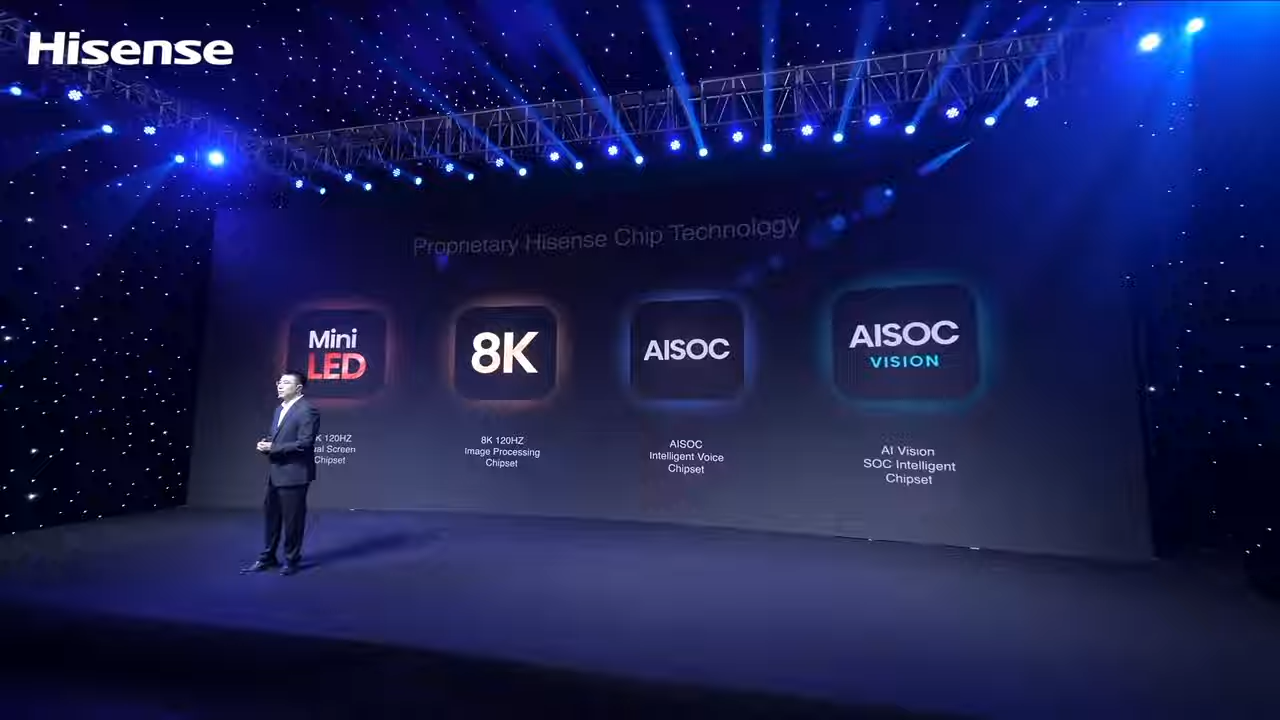 Hisense
Proprietary Hisense Chip Technology
Mini
LED
8K
AISOC
AISOC
VISION
K 120HZ
Screen
Chipset
8K 120HZ
Image Processing
Chipset
AISOC
Intelligent Voice
Chipset
AI Vision
SOC Intelligent
Chipset